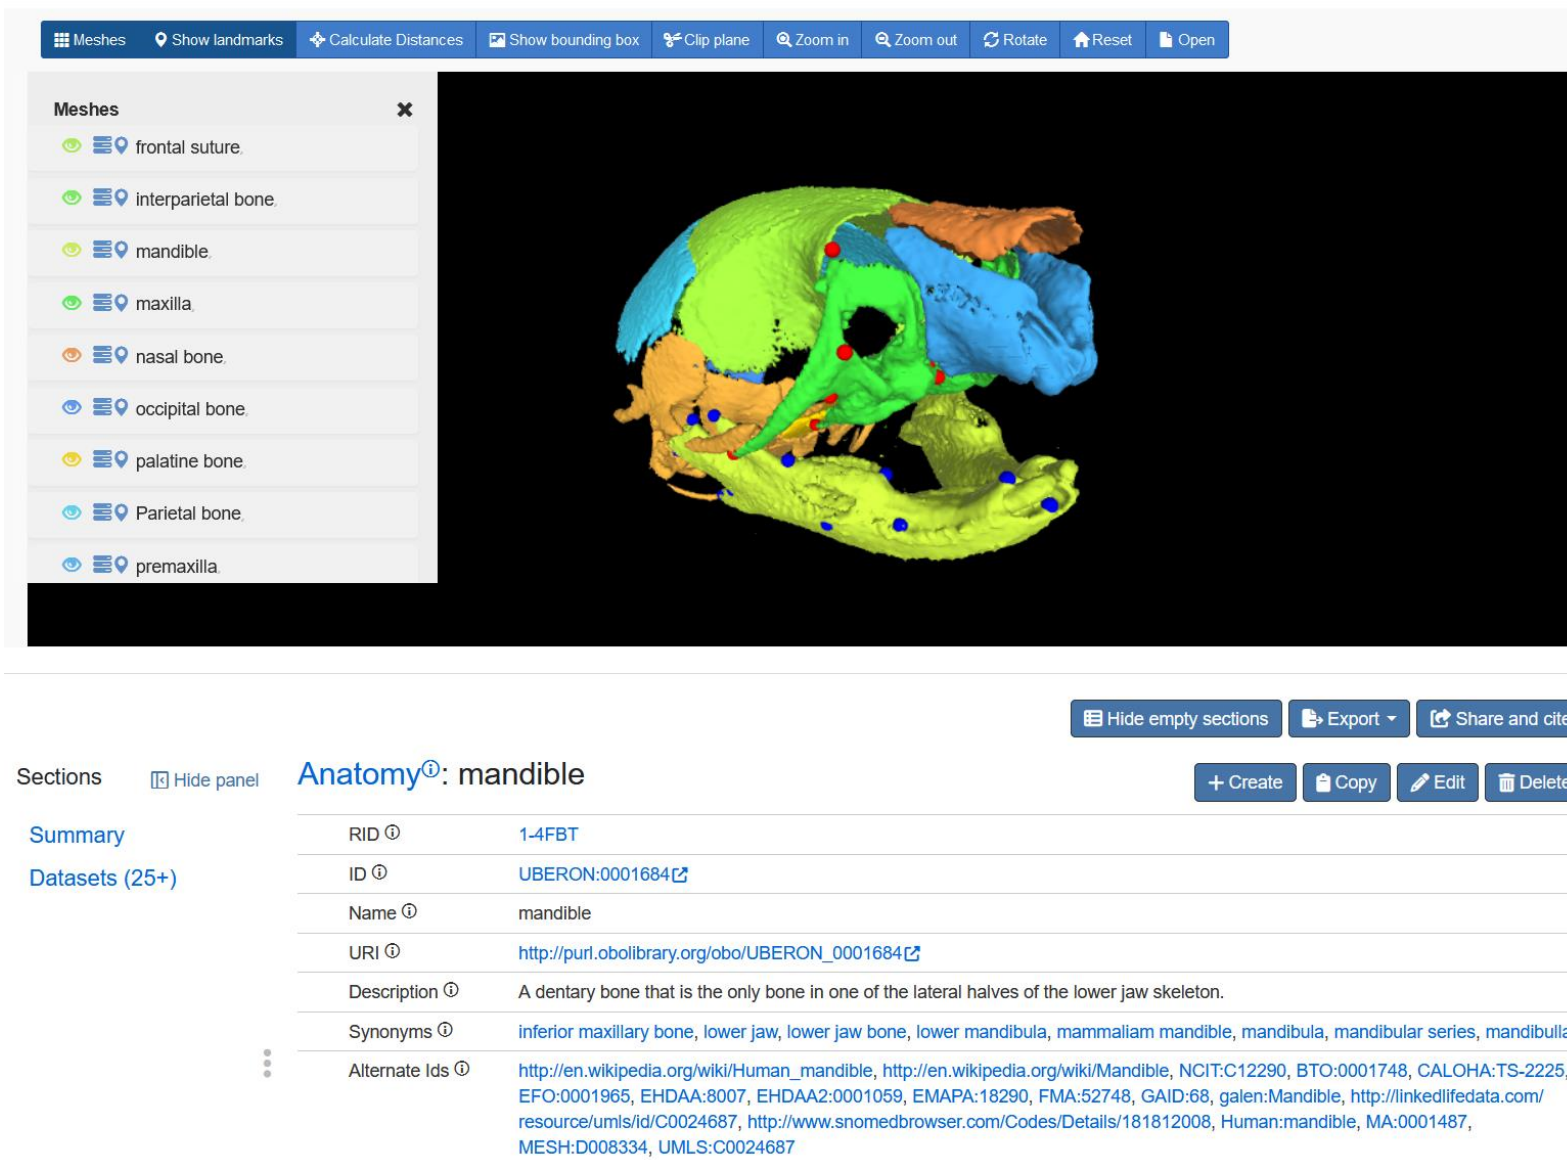 Meshes Show landmarks Calculate Distances Show bounding box Clip plane Zoom in Zoom out Rotate Reset Open
Meshes
frontal suture,
interparietal bone,
mandible,
maxilla,
nasal bone,
occipital bone,
palatine bone,
Parietal bone,
premaxilla,
Hide empty sections Export Share and cite
Sections Hide panel Anatomy: mandible
+ Create Copy Edit Delete
Summary
Datasets (25+)
RID 1-4FBT
ID UBERON:0001684
Name mandible
URI http://purl.obolibrary.org/obo/UBERON_0001684
Description A dentary bone that is the only bone in one of the lateral halves of the lower jaw skeleton.
Synonyms inferior maxillary bone, lower jaw, lower jaw bone, lower mandibula, mammaliam mandible, mandibula, mandibular series, mandibulla
Alternate Ids http://en.wikipedia.org/wiki/Human_mandible, http://en.wikipedia.org/wiki/Mandible, NCIT:C12290, BTO:0001748, CALOHA:TS-2225,
EFO:0001965, EHDAA:8007, EHDAA2:0001059, EMAPA:18290, FMA:52748, GAID:68, galen:Mandible, http://linkedlifedata.com/
resource/umls/id/C0024687, http://www.snomedbrowser.com/Codes/Details/181812008, Human:mandible, MA:0001487,
MESH:D008334, UMLS:C0024687